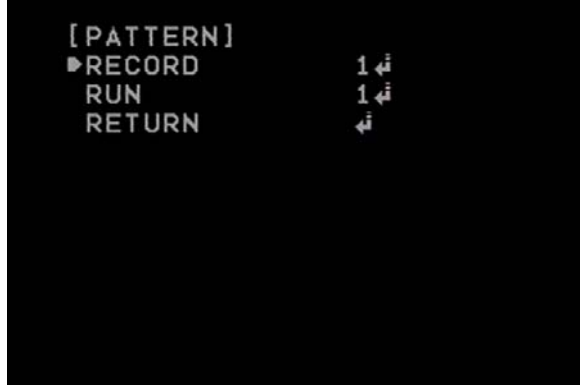 [PATTERN]
RECORD 1↲
RUN 1↲
RETURN ↲